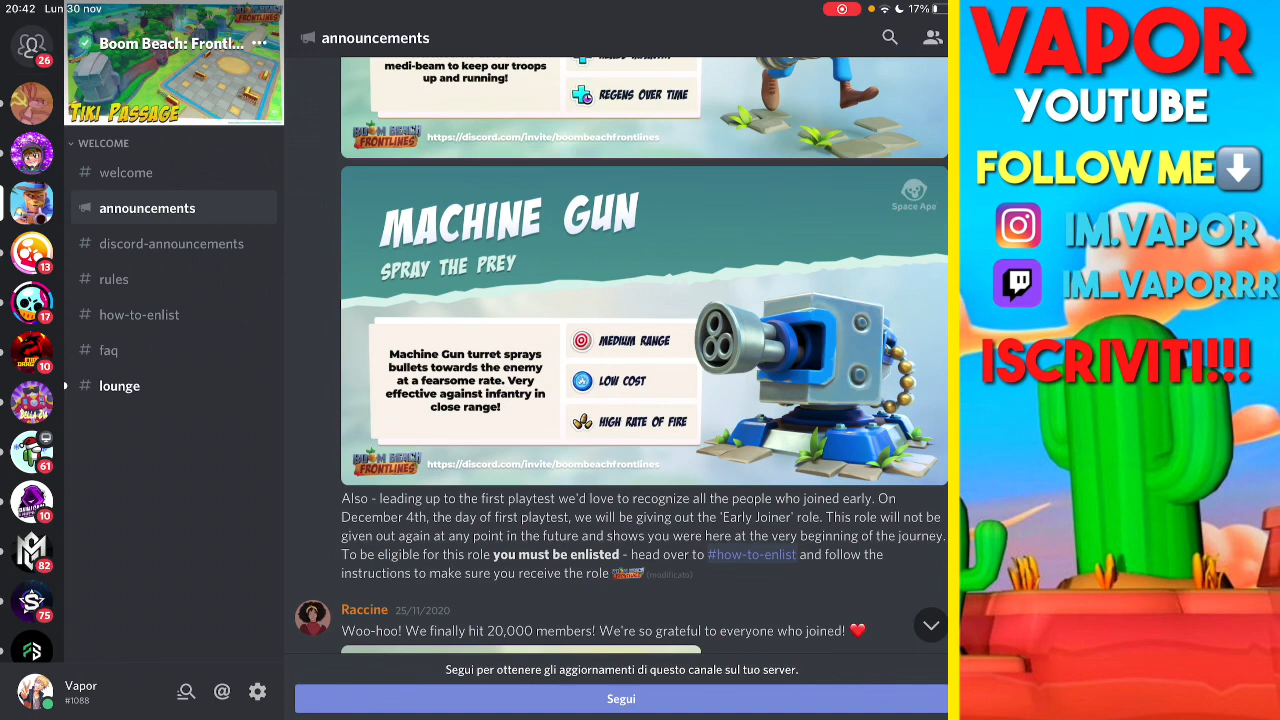 20:42 Lun 30 nov
17%
Boom Beach: Frontl... •••
TIKI PASSAGE
26
13
17
10
61
10
82
75
WELCOME
# welcome
announcements
# discord-announcements
# rules
# how-to-enlist
# faq
# lounge
Vapor
#1088
@
announcements
medi-beam to keep our troops
up and running!
REGENS OVER TIME
BOOM BEACH
FRONTLINES
https://discord.com/invite/boombeachfrontlines
MACHINE GUN
SPRAY THE PREY
Space Ape
Machine Gun turret sprays
bullets towards the enemy
at a fearsome rate. Very
effective against infantry in
close range!
MEDIUM RANGE
LOW COST
HIGH RATE OF FIRE
BOOM BEACH
FRONTLINES
https://discord.com/invite/boombeachfrontlines
Also - leading up to the first playtest we'd love to recognize all the people who joined early. On
December 4th, the day of first playtest, we will be giving out the 'Early Joiner' role. This role will not be
given out again at any point in the future and shows you were here at the very beginning of the journey.
To be eligible for this role you must be enlisted - head over to #how-to-enlist and follow the
instructions to make sure you receive the role (modificato)
Raccine 25/11/2020
Woo-hoo! We finally hit 20,000 members! We're so grateful to everyone who joined! ❤️
Segui per ottenere gli aggiornamenti di questo canale sul tuo server.
Segui
VAPOR
YOUTUBE
FOLLOW ME⬇️
IM.VAPOR
IM_VAPORRR
ISCRIVITI!!!